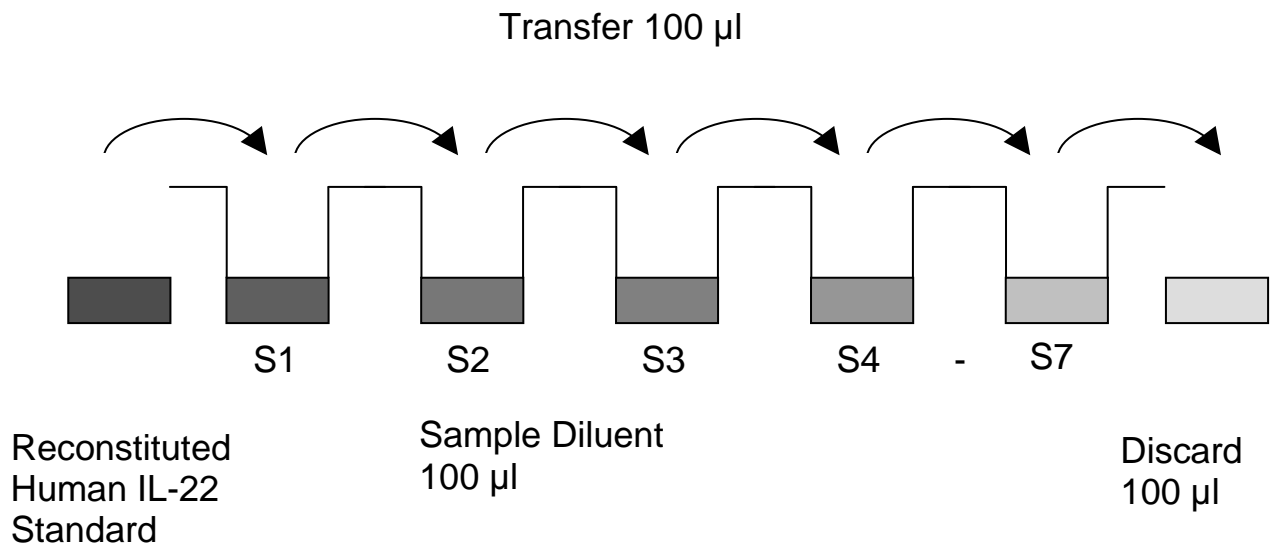 Transfer 100 µl
S1 S2 S3 S4 - S7
Reconstituted
Human IL-22
Standard
Sample Diluent
100 µl
Discard
100 µl